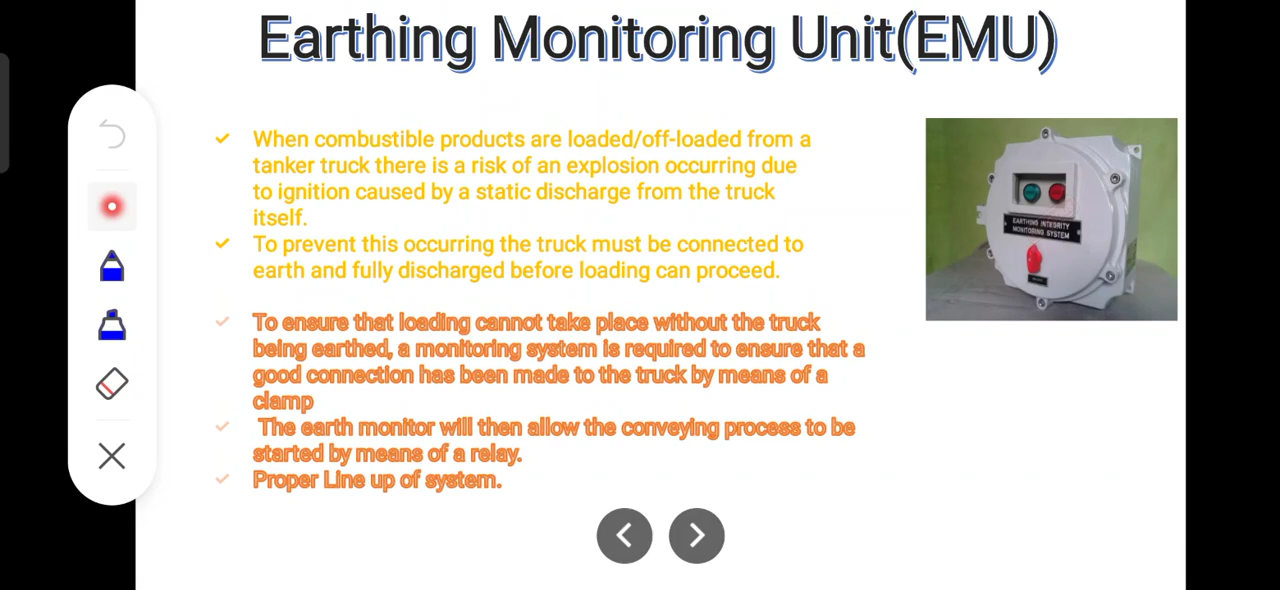 Earthing Monitoring Unit(EMU)
When combustible products are loaded/off-loaded from a
tanker truck there is a risk of an explosion occurring due
to ignition caused by a static discharge from the truck
itself.
To prevent this occurring the truck must be connected to
earth and fully discharged before loading can proceed.
To ensure that loading cannot take place without the truck
being earthed, a monitoring system is required to ensure that a
good connection has been made to the truck by means of a
clamp
The earth monitor will then allow the conveying process to be
started by means of a relay.
Proper Line up of system.
EARTHING INTEGRITY
MONITORING SYSTEM